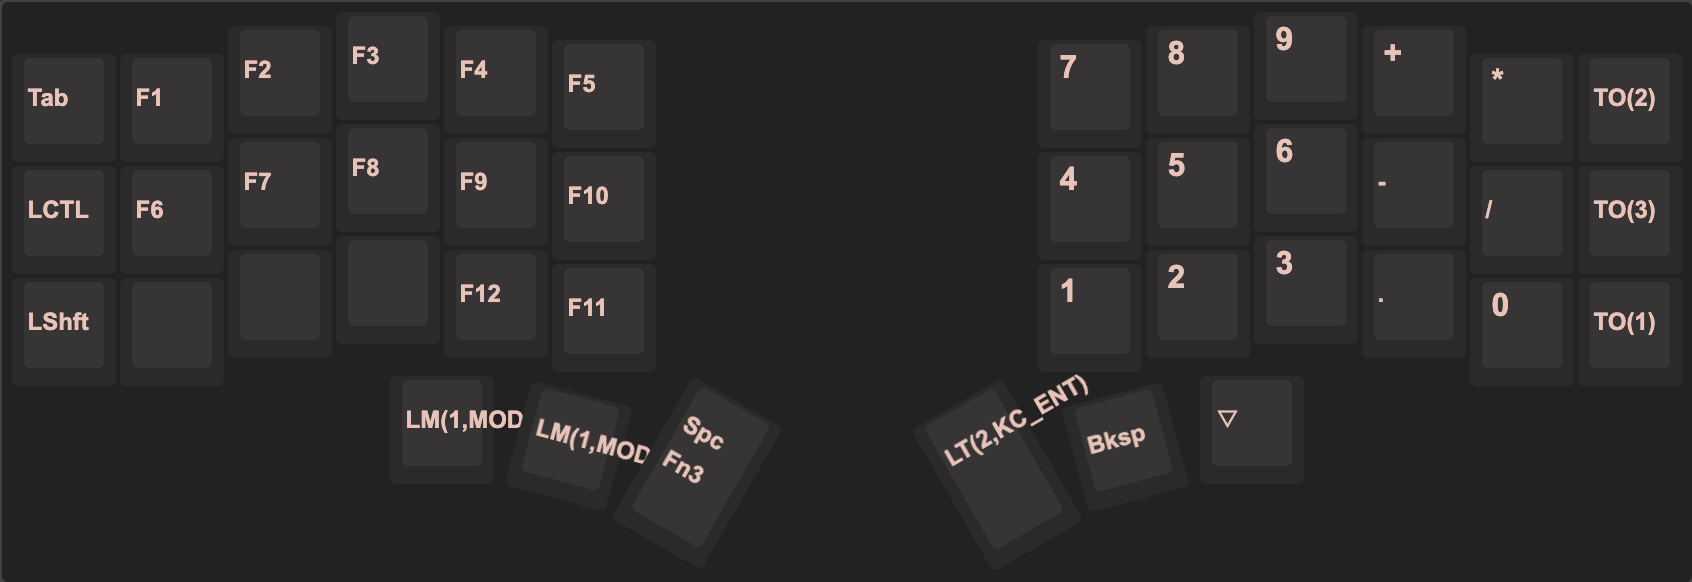 Tab F1 F2 F3 F4 F5 7 8 9 + * TO(2)
LCTL F6 F7 F8 F9 F10 4 5 6 - / TO(3)
LShft F12 F11 1 2 3 . 0 TO(1)
LM(1,MOD LM(1,MOD Spc LT(2,KC_ENT) Bksp ▽
Fn3